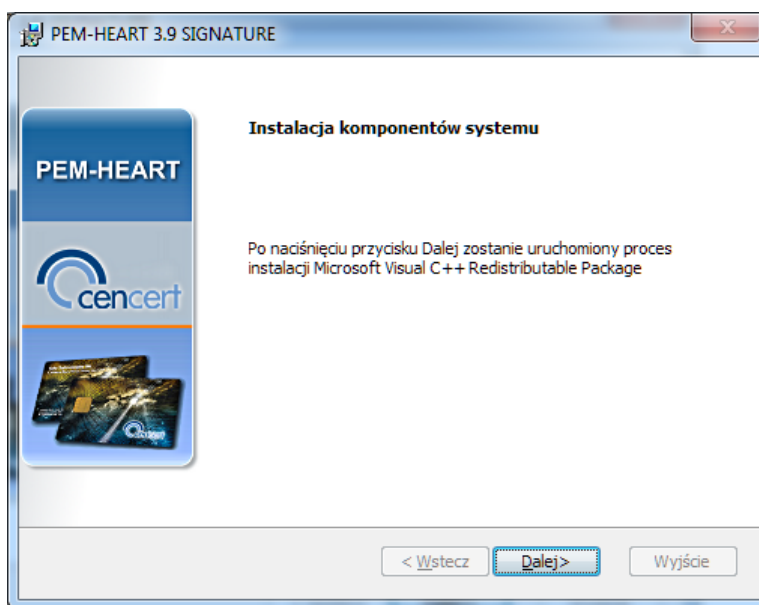 PEM-HEART 3.9 SIGNATURE
Instalacja komponentów systemu
PEM-HEART
Po naciśnięciu przycisku Dalej zostanie uruchomiony proces
instalacji Microsoft Visual C++ Redistributable Package
cencert
cencert
< Wstecz
Dalej>
Wyjście